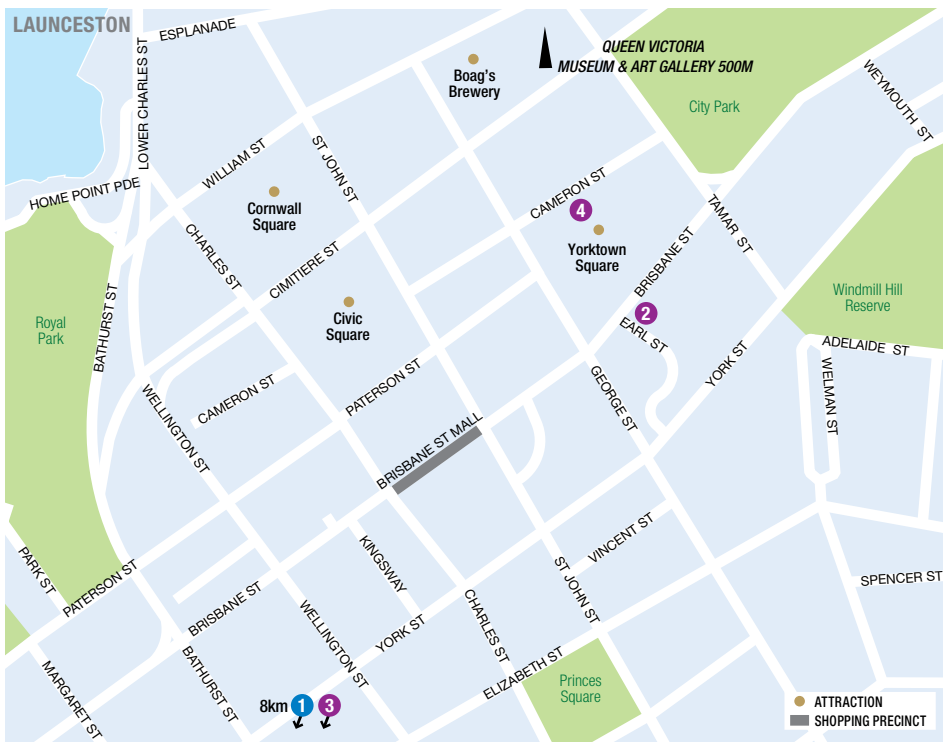 LAUNCESTON
ESPLANADE
LOWER CHARLES ST
Boag's
Brewery
QUEEN VICTORIA
MUSEUM & ART GALLERY 500M
City Park
WEYMOUTH ST
WILLIAM ST
ST JOHN ST
HOME POINT PDE
Cornwall
Square
CAMERON ST
4
Yorktown
Square
TAMAR ST
BRISBANE ST
CHARLES ST
CIMITIERE ST
Civic
Square
Royal
Park
BATHURST ST
2
EARL ST
Windmill Hill
Reserve
ADELAIDE ST
WELMAN ST
YORK ST
GEORGE ST
PATERSON ST
CAMERON ST
WELLINGTON ST
BRISBANE ST MALL
KINGSWAY
VINCENT ST
ST JOHN ST
SPENCER ST
PARK ST
PATERSON ST
BRISBANE ST
WELLINGTON ST
YORK ST
CHARLES ST
ELIZABETH ST
Princes
Square
MARGARET ST
BATHURST ST
8km 1 3
ATTRACTION
SHOPPING PRECINCT